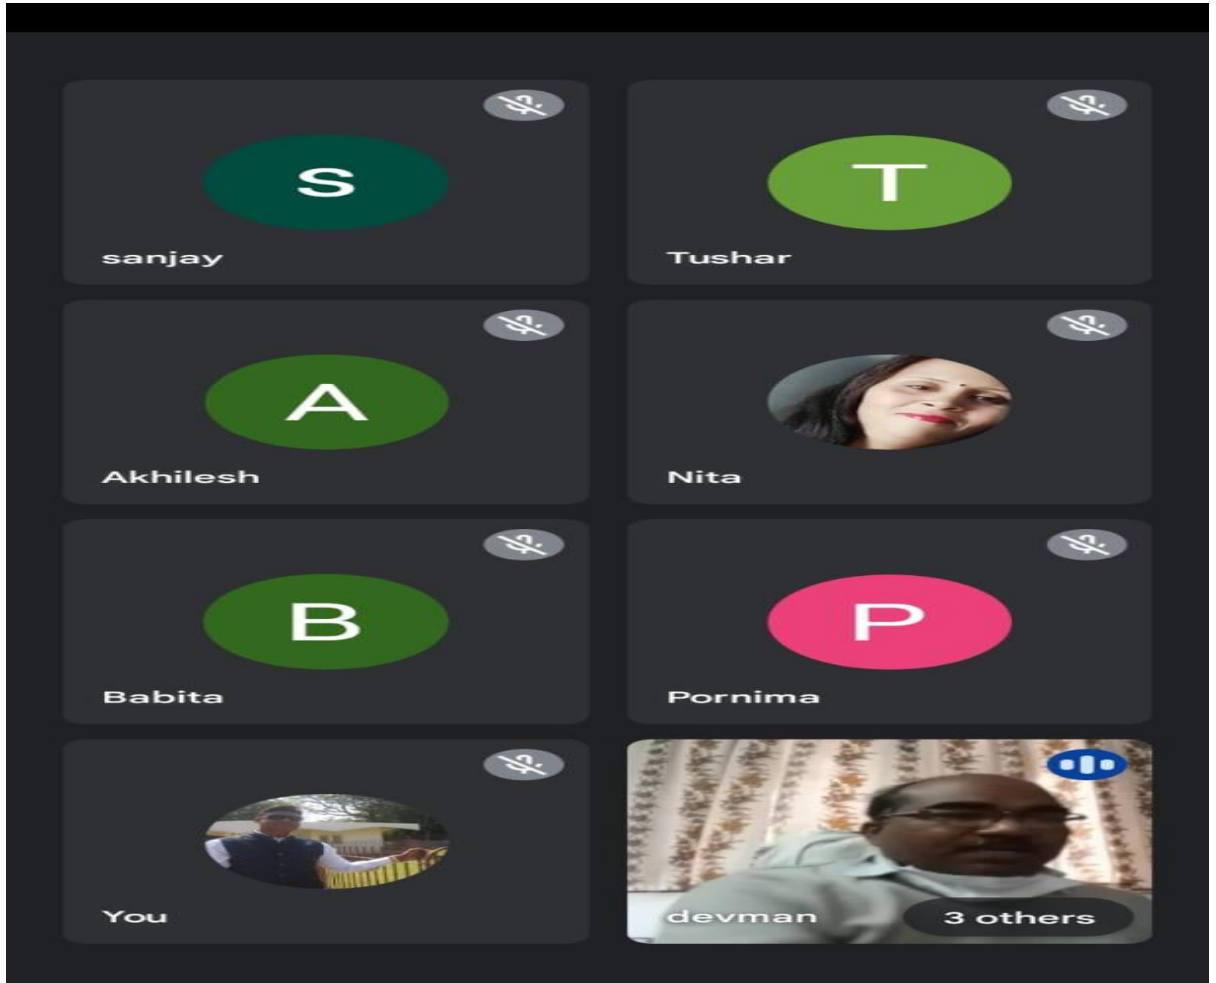 S
sanjay
T
Tushar
A
Akhilesh
Nita
B
Babita
P
Pornima
You
devman
3 others